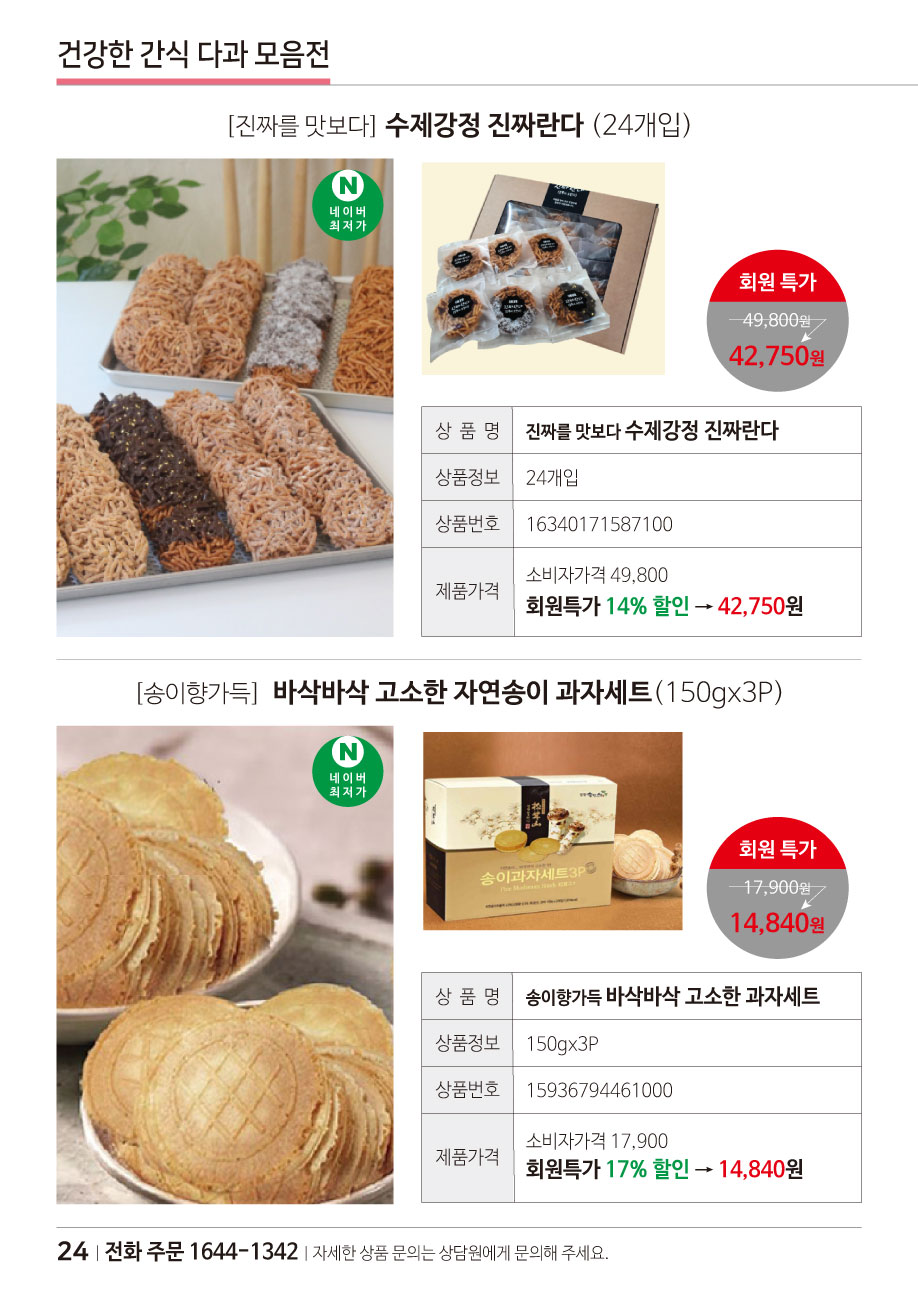 건강한 간식 다과 모음전
[진짜를 맛보다] 수제강정 진짜란다 (24개입)
N
네이버
최저가
회원 특가
49,800원
42,750원
상 품 명 진짜를 맛보다 수제강정 진짜란다
상품정보 24개입
상품번호 16340171587100
제품가격 소비자가격 49,800
회원특가 14% 할인 → 42,750원
[송이향가득] 바삭바삭 고소한 자연송이 과자세트(150gx3P)
N
네이버
최저가
松茸山
송이과자세트3P
회원 특가
17,900원
14,840원
상 품 명 송이향가득 바삭바삭 고소한 과자세트
상품정보 150gx3P
상품번호 15936794461000
제품가격 소비자가격 17,900
회원특가 17% 할인 → 14,840원
24 | 전화 주문 1644-1342 | 자세한 상품 문의는 상담원에게 문의해 주세요.